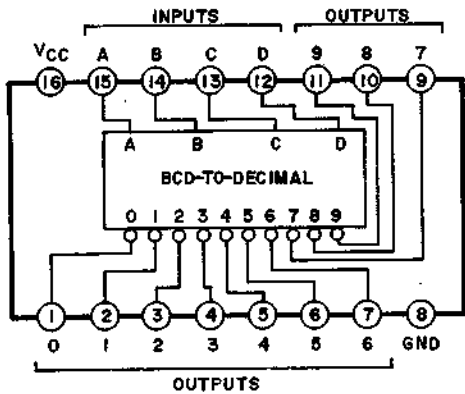 INPUTS OUTPUTS
VCC A B C D 9 8 7
16 15 14 13 12 11 10 9
A B C D
BCD-TO-DECIMAL
0 1 2 3 4 5 6 7 8 9
1 2 3 4 5 6 7 8
0 1 2 3 4 5 6 GND
OUTPUTS